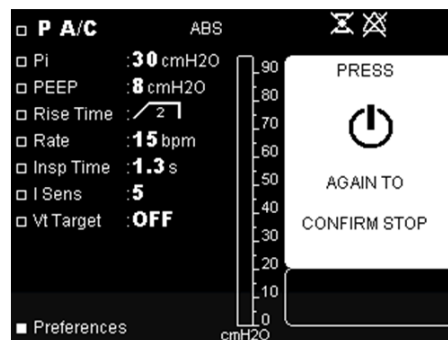 P A/C ABS
Pi :30 cmH2O
PEEP :8 cmH2O
Rise Time : 2
Rate :15 bpm
Insp Time :1.3 s
I Sens :5
Vt Target :OFF
Preferences
90
80
70
60
50
40
30
20
10
0
cmH2O
PRESS
AGAIN TO
CONFIRM STOP